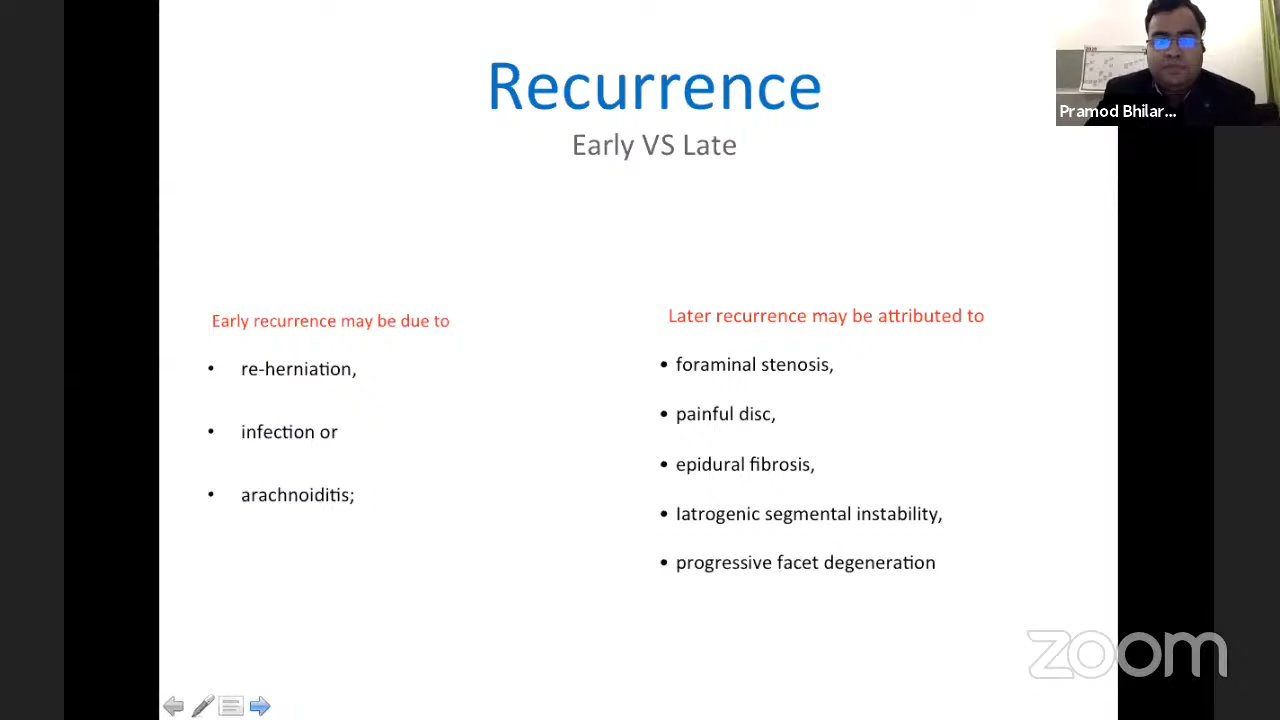 Recurrence
Early VS Late
Pramod Bhilar...
Early recurrence may be due to
• re-herniation,
• infection or
• arachnoiditis;
Later recurrence may be attributed to
• foraminal stenosis,
• painful disc,
• epidural fibrosis,
• Iatrogenic segmental instability,
• progressive facet degeneration
zoom